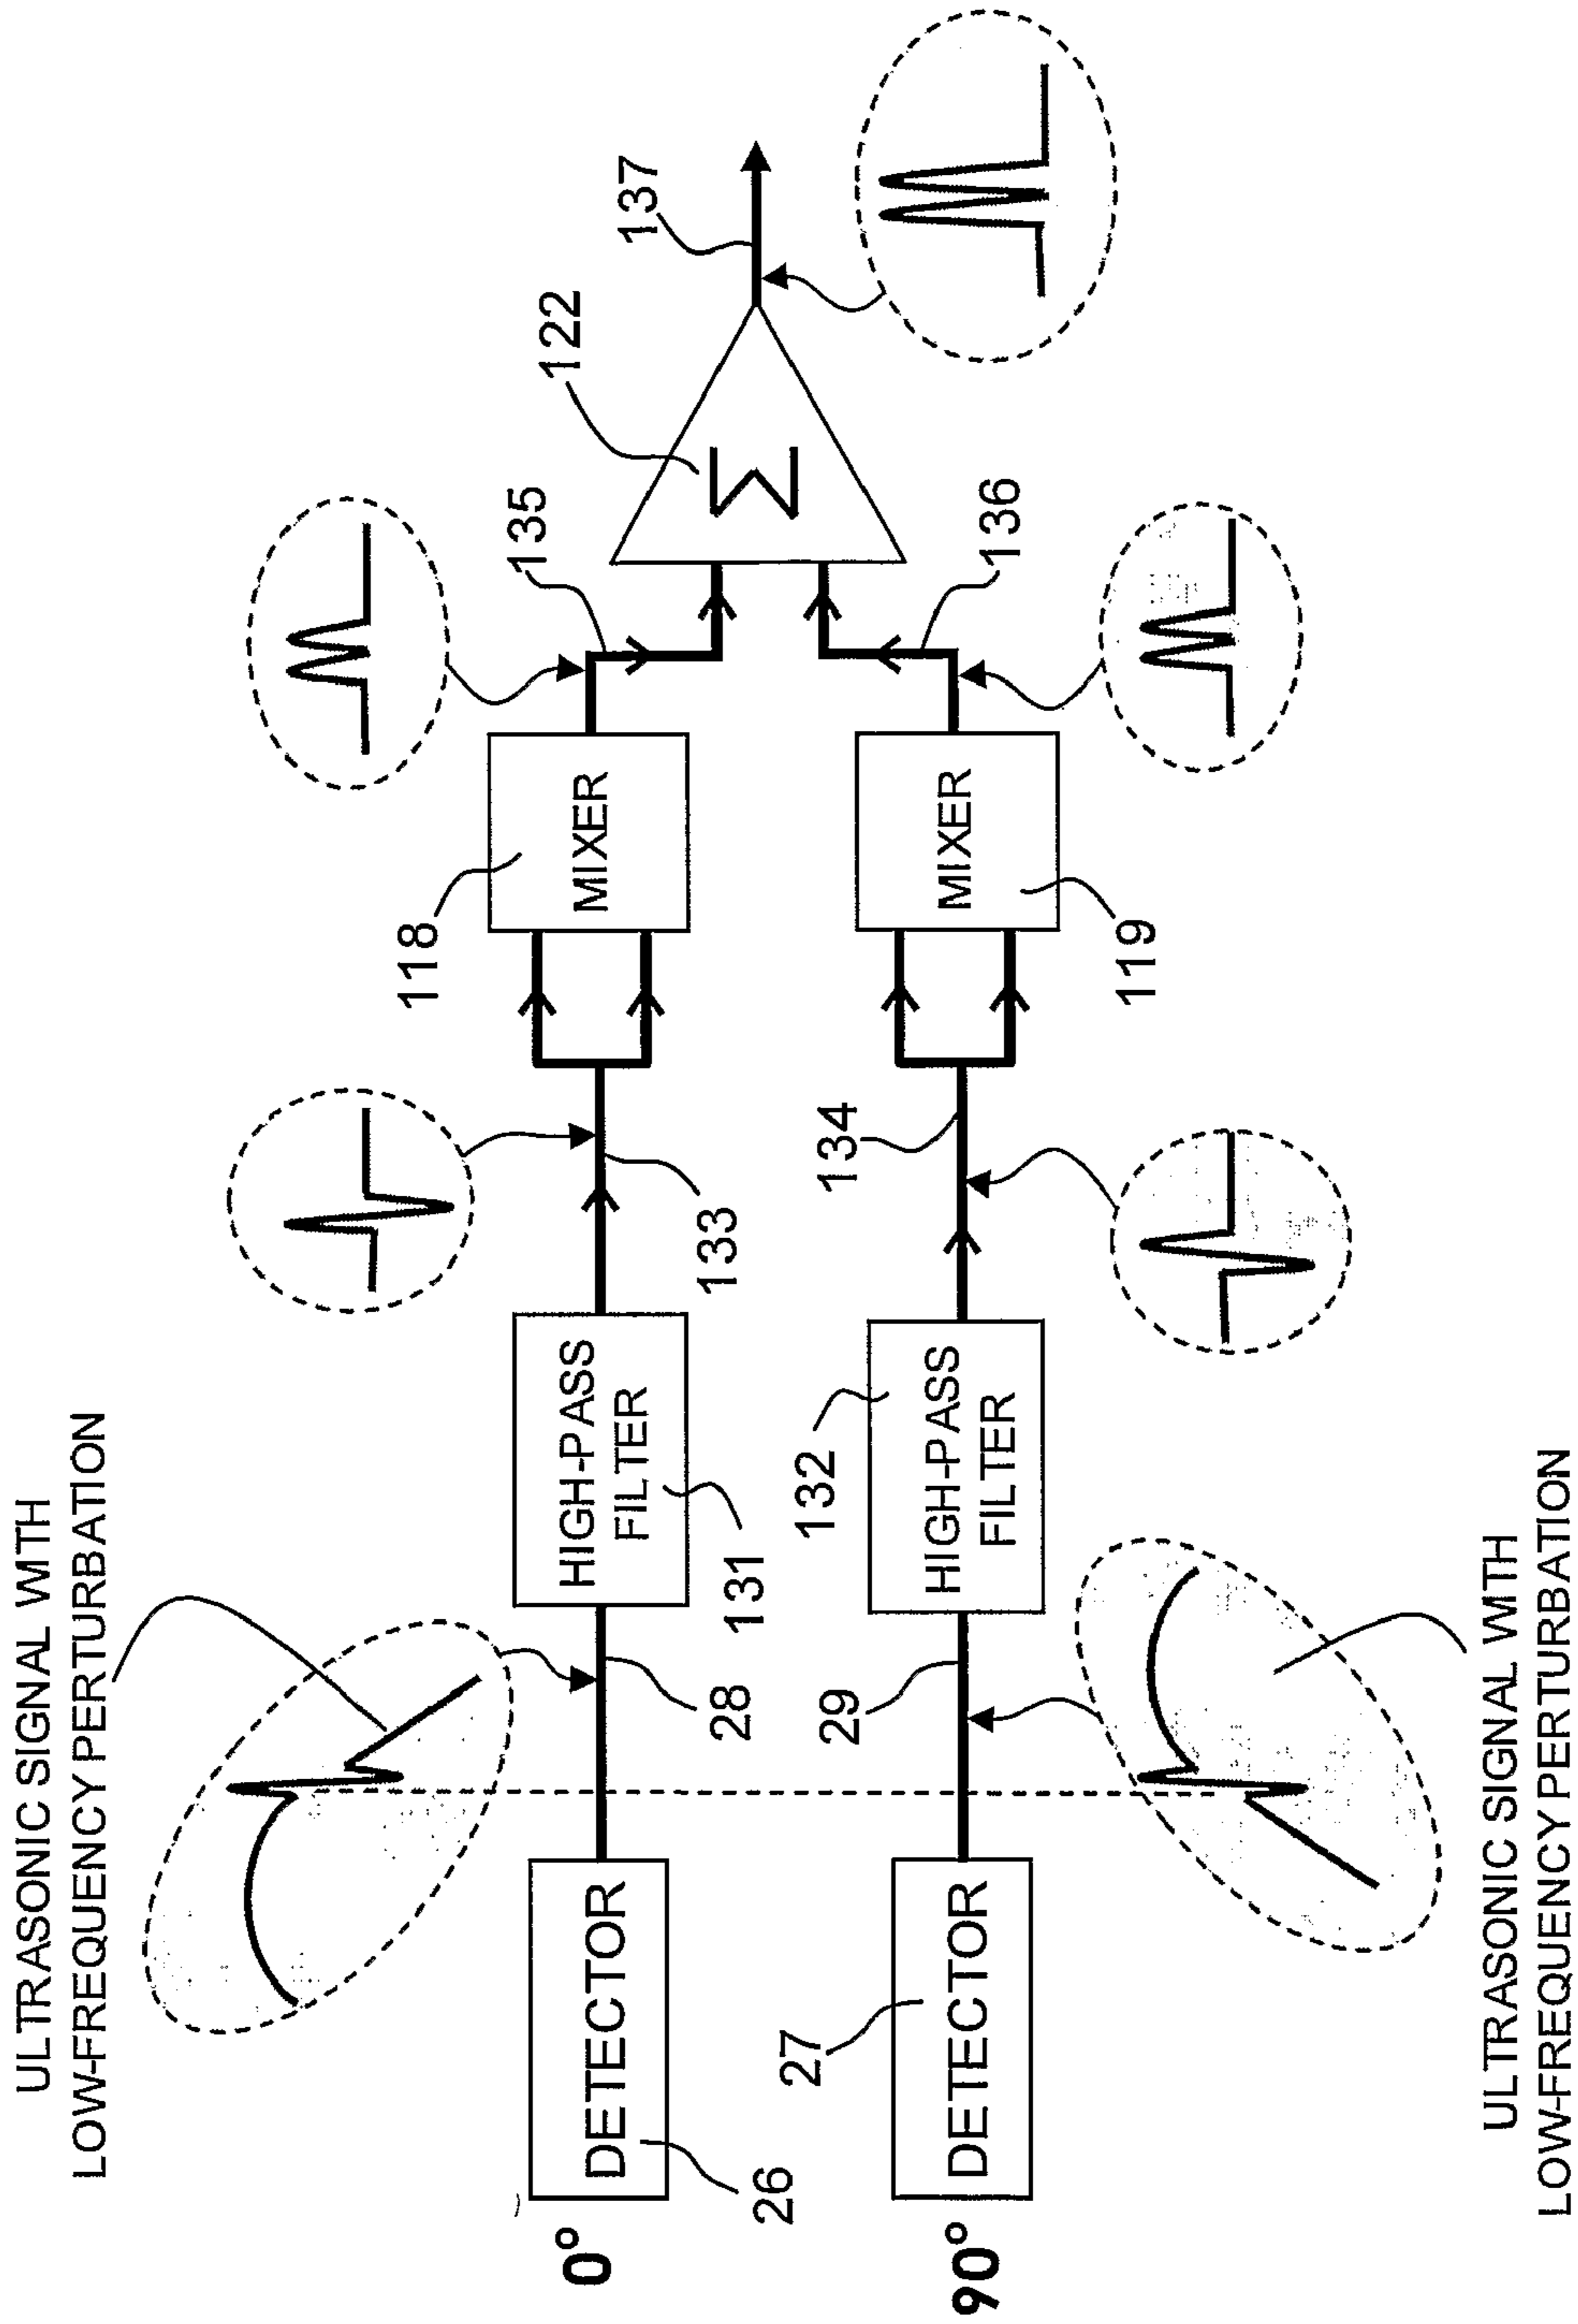 ULTRASONIC SIGNAL WITH
LOW-FREQUENCY PERTURBATION
0°
DETECTOR
26
28
HIGH-PASS
FILTER
131
133
118
MIXER
135
122
Σ
137
90°
DETECTOR
27
29
HIGH-PASS
FILTER
132
134
MIXER
119
136
ULTRASONIC SIGNAL WITH
LOW-FREQUENCY PERTURBATION